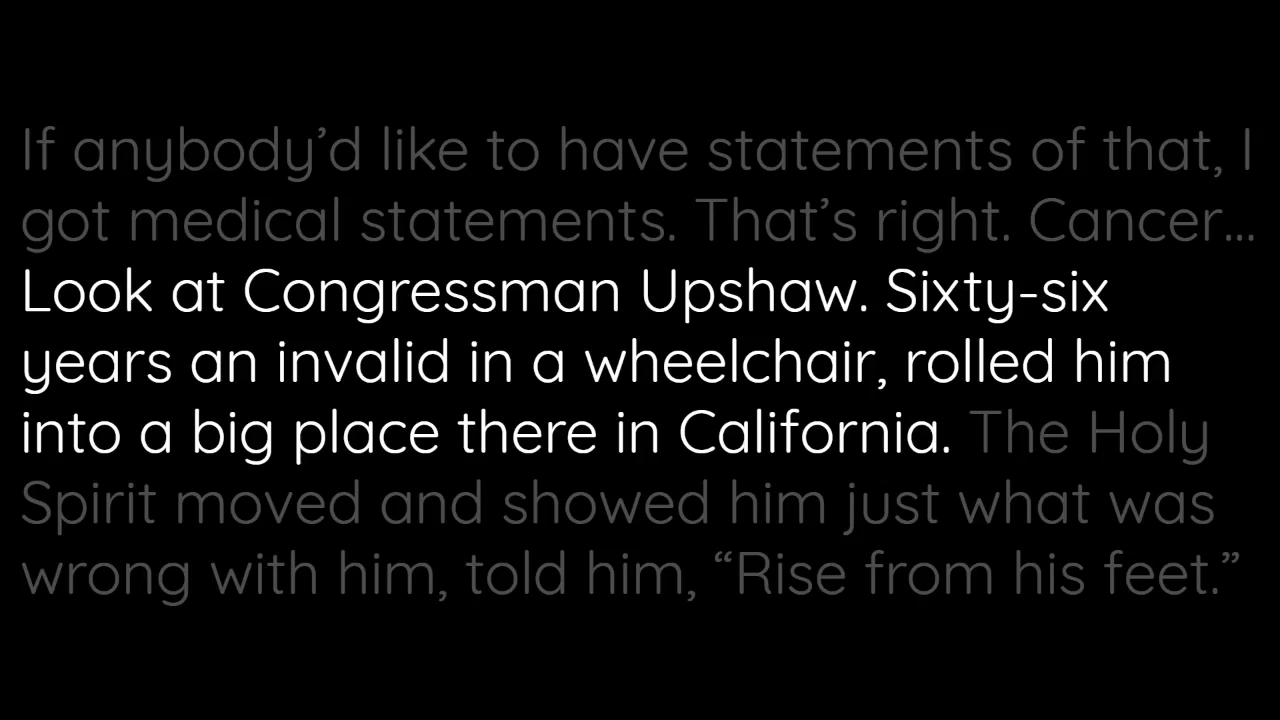 If anybody’d like to have statements of that, I
got medical statements. That’s right. Cancer…
Look at Congressman Upshaw. Sixty-six
years an invalid in a wheelchair, rolled him
into a big place there in California. The Holy
Spirit moved and showed him just what was
wrong with him, told him, “Rise from his feet.”